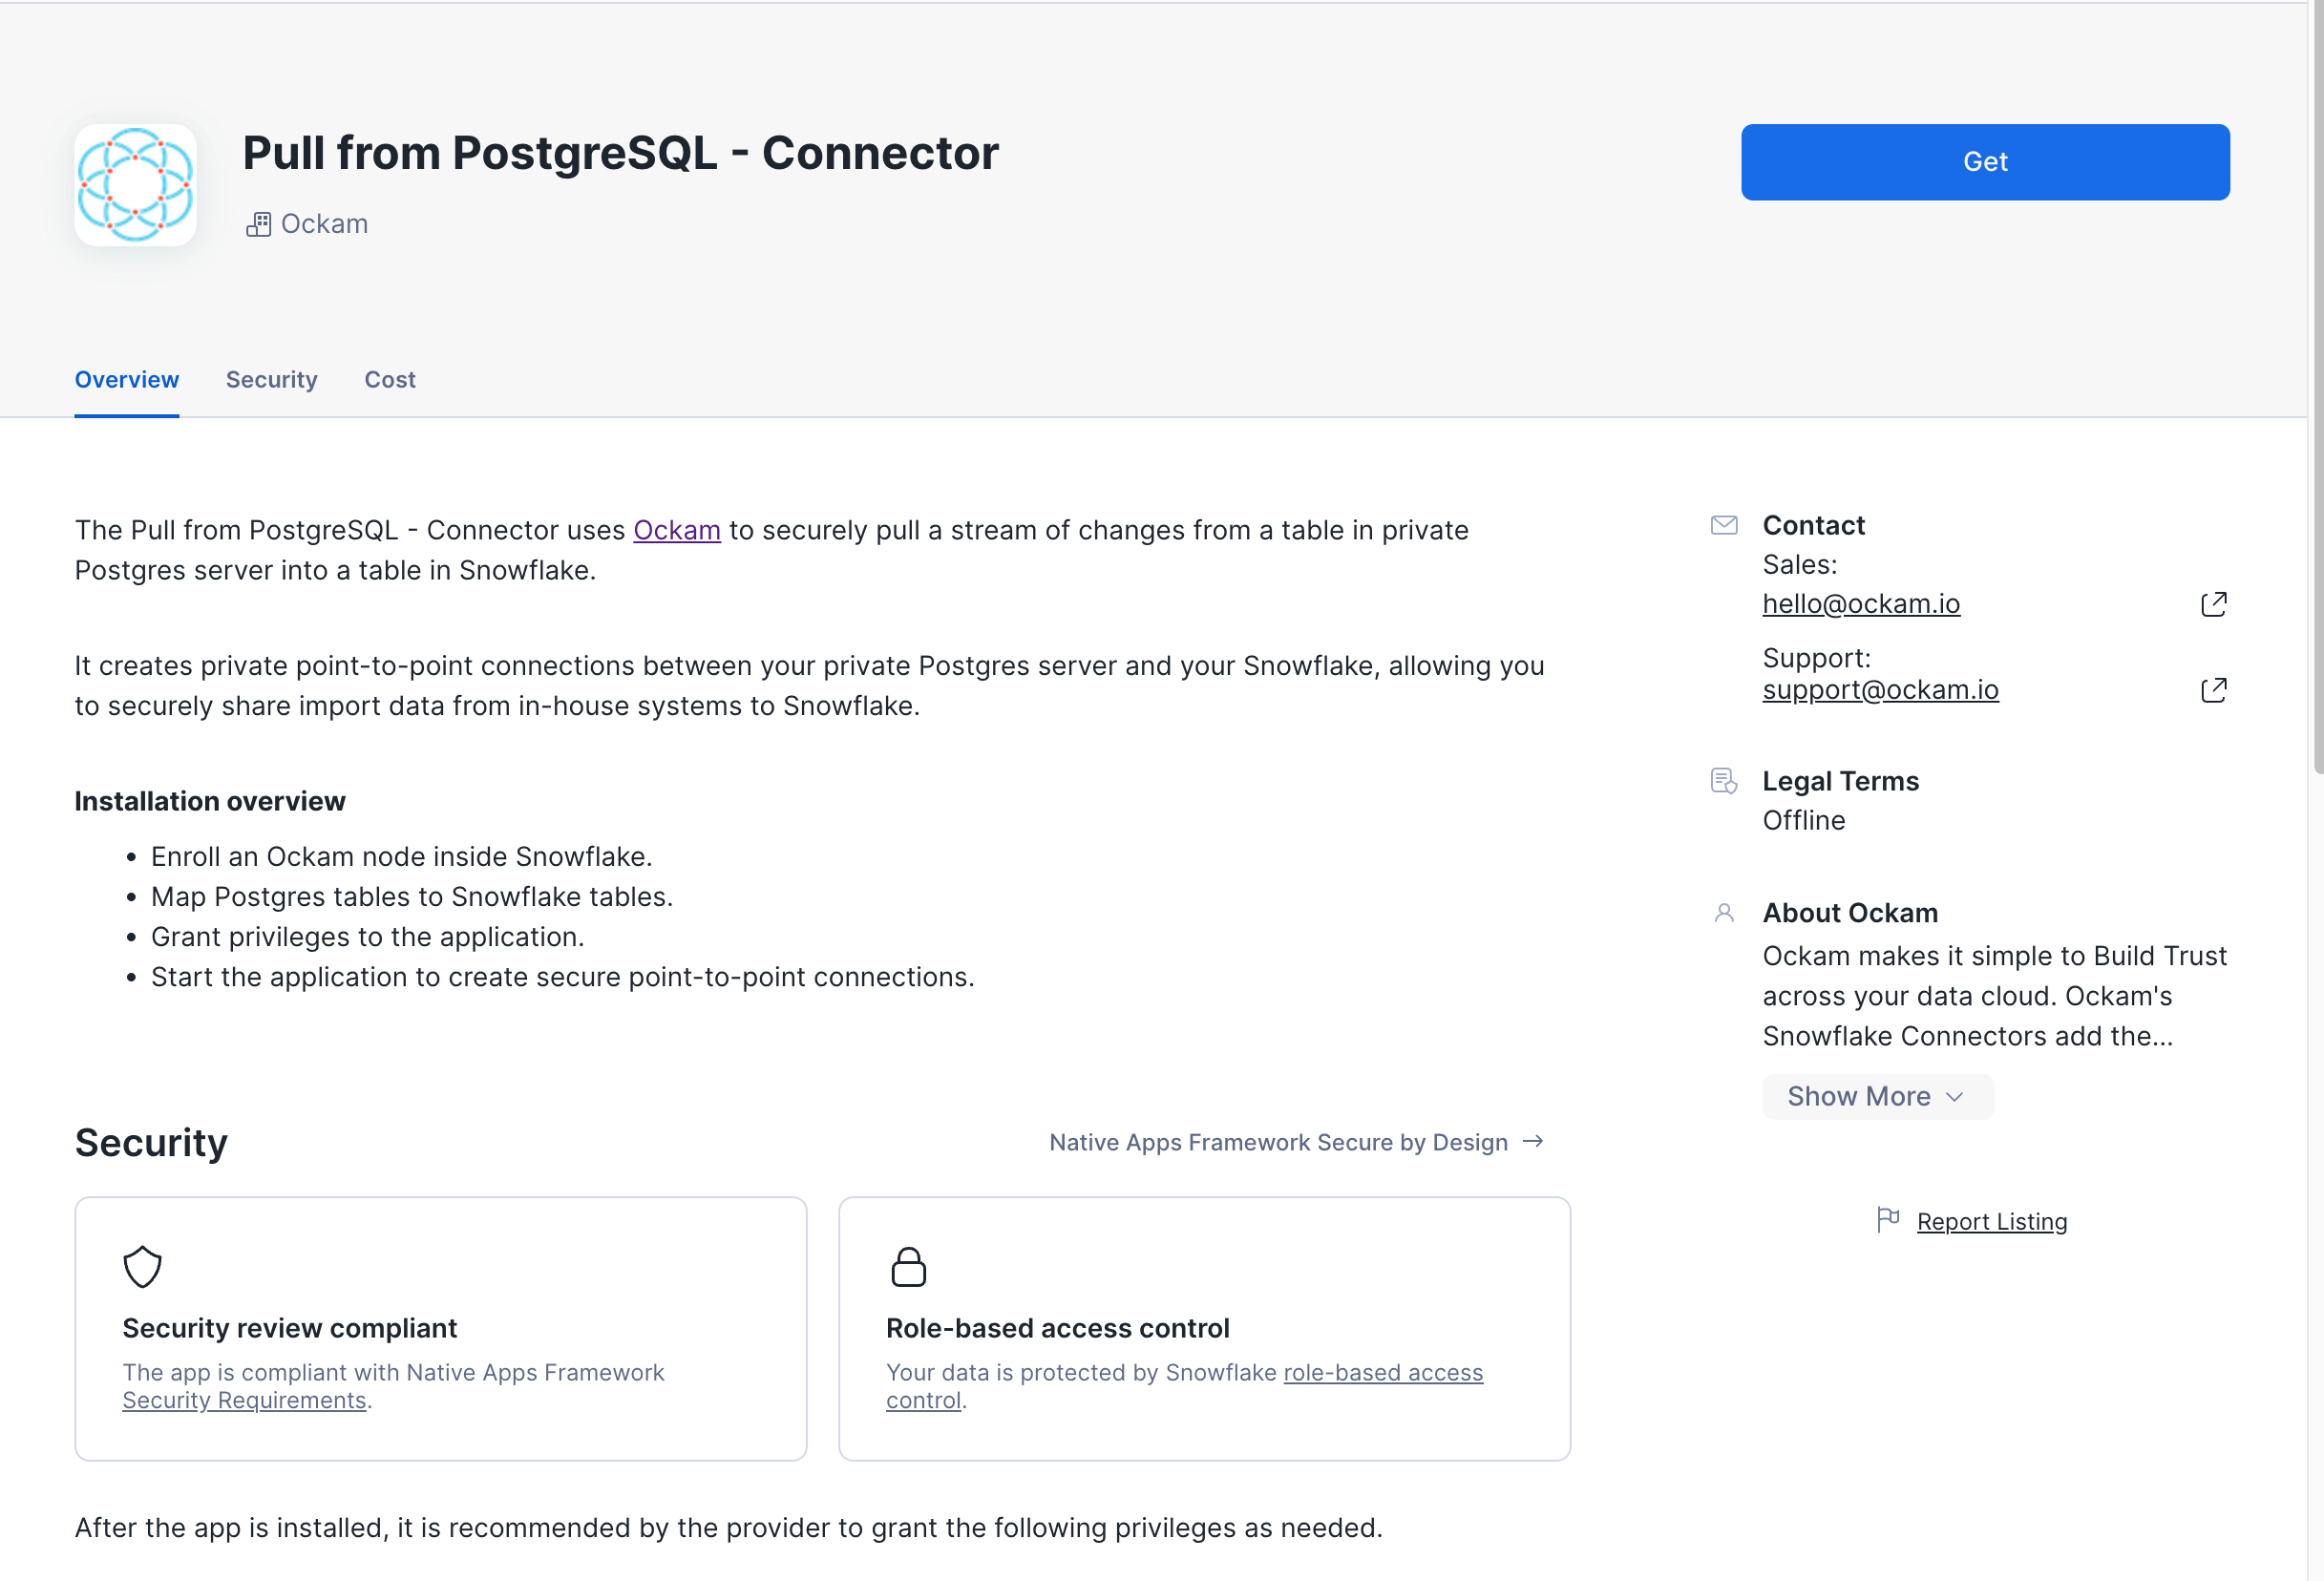 Pull from PostgreSQL - Connector
Ockam
Get
Overview
Security
Cost
The Pull from PostgreSQL - Connector uses Ockam to securely pull a stream of changes from a table in private
Postgres server into a table in Snowflake.
It creates private point-to-point connections between your private Postgres server and your Snowflake, allowing you
to securely share import data from in-house systems to Snowflake.
Installation overview
• Enroll an Ockam node inside Snowflake.
• Map Postgres tables to Snowflake tables.
• Grant privileges to the application.
• Start the application to create secure point-to-point connections.
Security
Native Apps Framework Secure by Design →
Security review compliant
The app is compliant with Native Apps Framework
Security Requirements.
Role-based access control
Your data is protected by Snowflake role-based access
control.
After the app is installed, it is recommended by the provider to grant the following privileges as needed.
Contact
Sales:
hello@ockam.io
Support:
support@ockam.io
Legal Terms
Offline
About Ockam
Ockam makes it simple to Build Trust
across your data cloud. Ockam's
Snowflake Connectors add the...
Show More
Report Listing